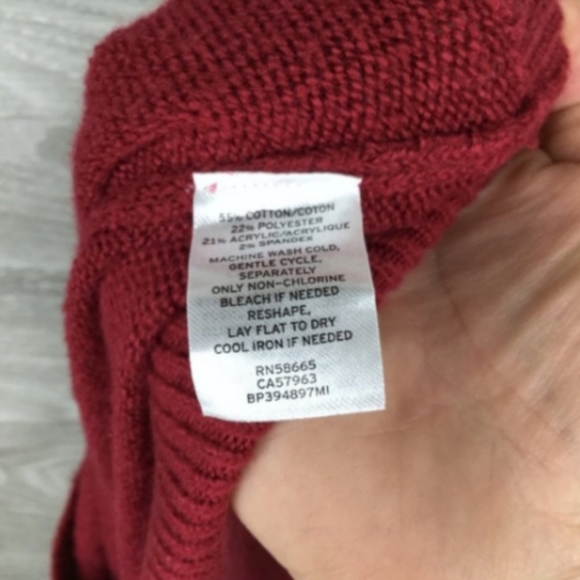 55% COTTON/COTON
22% POLYESTER
21% ACRYLIC/ACRYLIQUE
2% SPANDEX
MACHINE WASH COLD,
GENTLE CYCLE,
SEPARATELY
ONLY NON-CHLORINE
BLEACH IF NEEDED
RESHAPE,
LAY FLAT TO DRY
COOL IRON IF NEEDED
RN58665
CA57963
BP394897MI